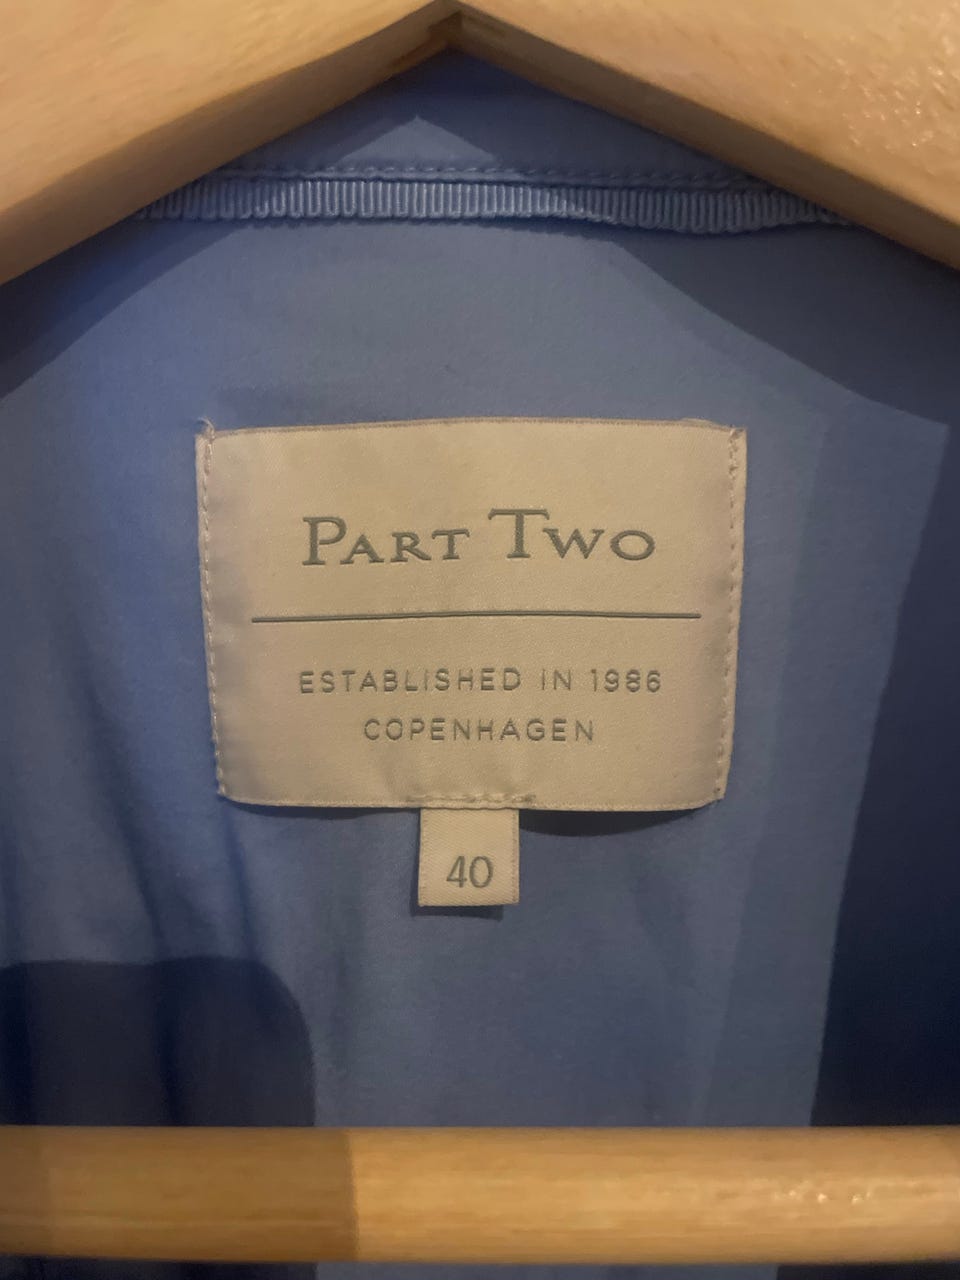 PART TWO
ESTABLISHED IN 1986
COPENHAGEN
40